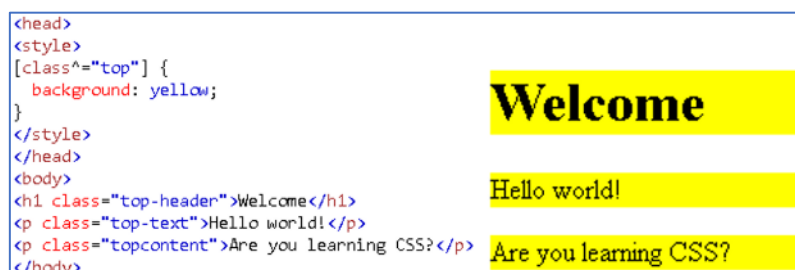 <head>
<style>
[class^="top"] {
  background: yellow;
}
</style>
</head>
<body>
<h1 class="top-header">Welcome</h1>
<p class="top-text">Hello world!</p>
<p class="topcontent">Are you learning CSS?</p>
</body>
Welcome
Hello world!
Are you learning CSS?